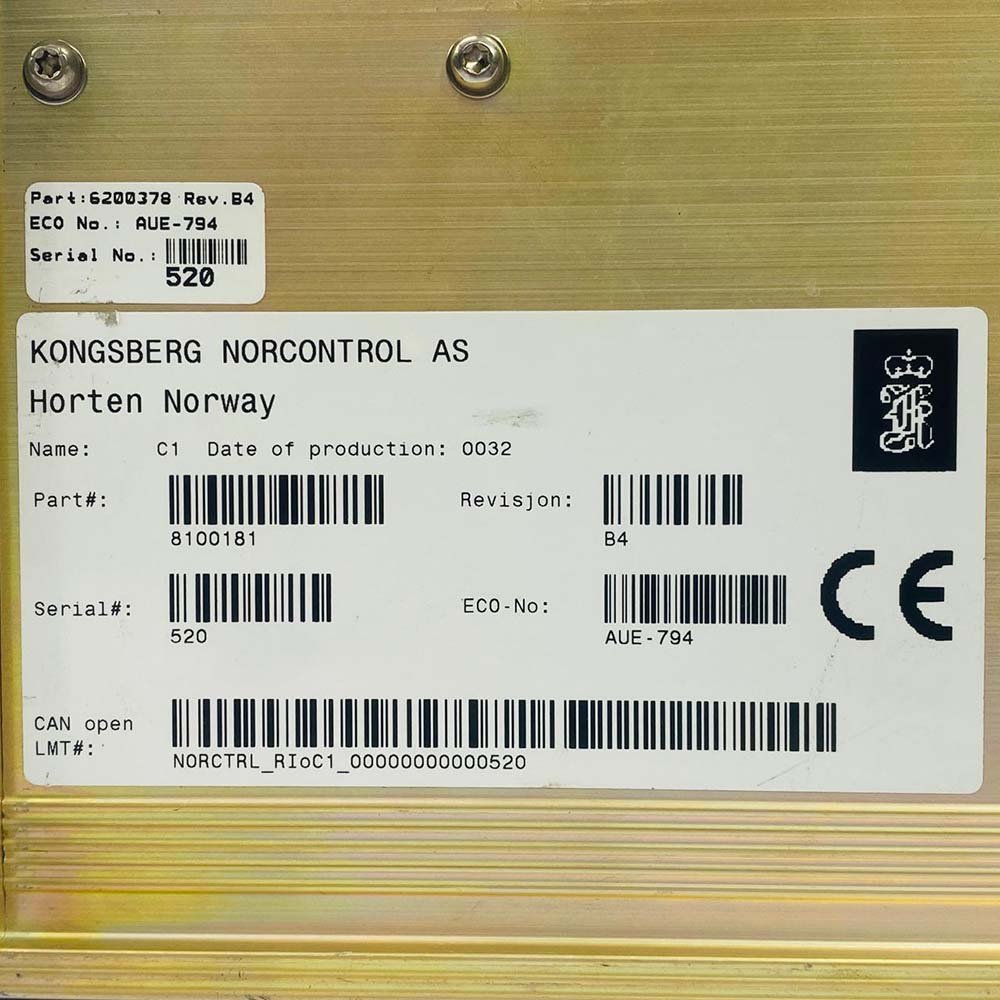 Part:6200378 Rev.B4
ECO No.: AUE-794
Serial No.:
520
KONGSBERG NORCONTROL AS
Horten Norway
Name: C1 Date of production: 0032
Part#: Revisjon:
8100181 B4
Serial#: ECO-No:
520 AUE-794
CE
CAN open
LMT#:
NORCTRL_RIoC1_00000000000520